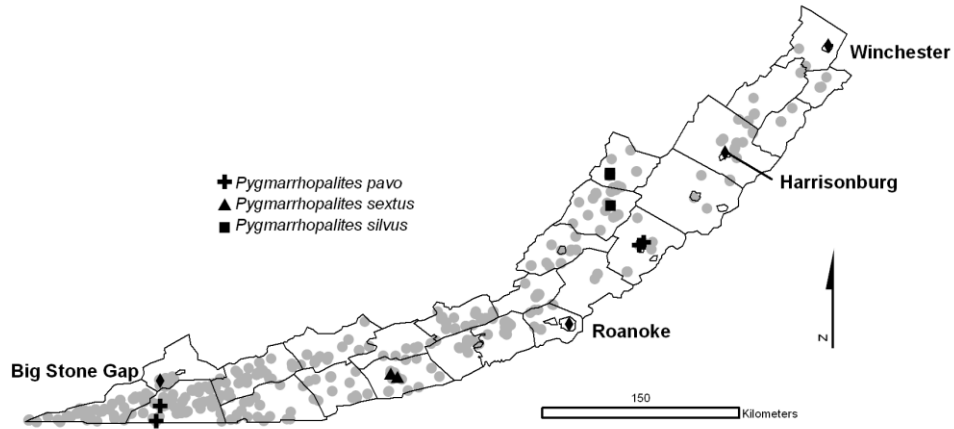 Winchester
Pygmarrhopalites pavo
Harrisonburg
Pygmarrhopalites sextus
Pygmarrhopalites silvus
Roanoke
N
Big Stone Gap
150
Kilometers